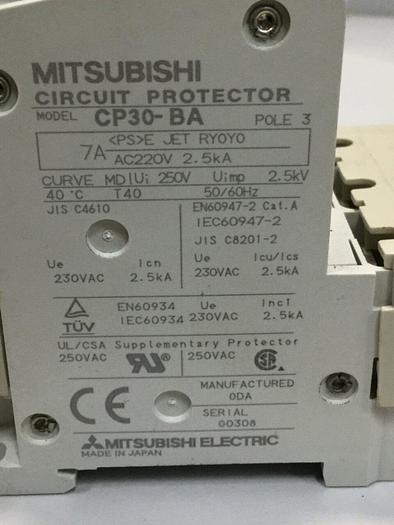 MITSUBISHI
CIRCUIT PROTECTOR
MODEL CP30-BA POLE 3
7A <PS>E JET RYOYO
AC220V 2.5kA
CURVE MD Ui 250V Uimp 2.5kV
40 °C T40 50/60Hz
JIS C4610 EN60947-2 Cat.A
IEC60947-2
JIS C8201-2
Ue Icn Ue Icu/Ics
230VAC 2.5kA 230VAC 2.5kA
TÜV EN60934 Ue Inc1
IEC60934 230VAC 2.5kA
UL/CSA Supplementary Protector
250VAC 250VAC
CE
MANUFACTURED
0DA
SERIAL
00308
MITSUBISHI ELECTRIC
MADE IN JAPAN